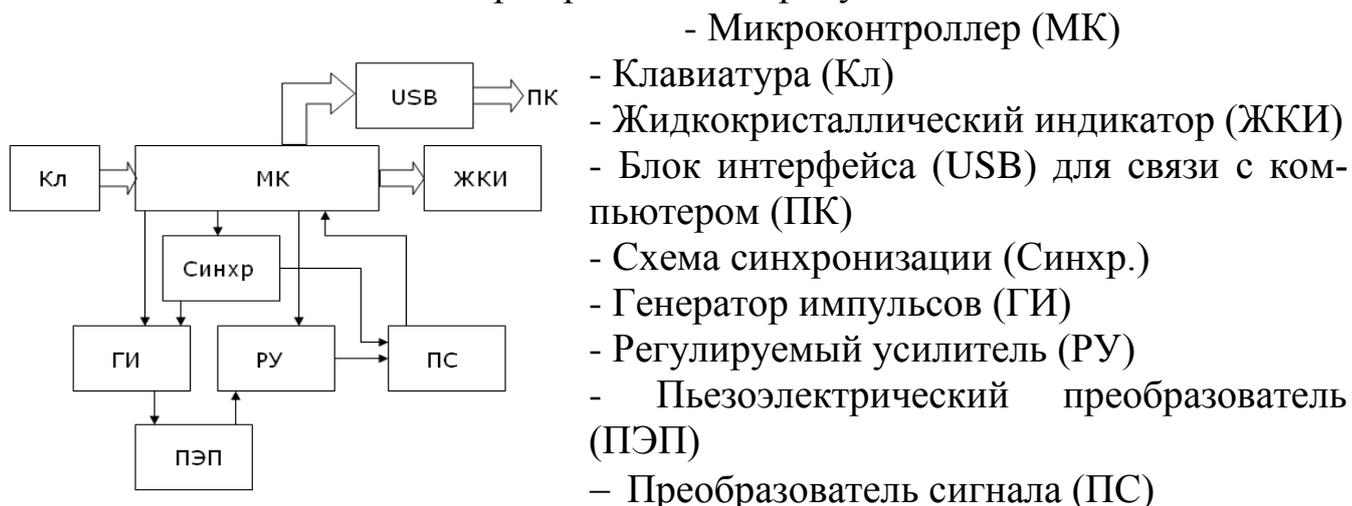 - Микроконтроллер (МК)
- Клавиатура (Кл)
- Жидкокристаллический индикатор (ЖКИ)
- Блок интерфейса (USB) для связи с ком-
пьютером (ПК)
- Схема синхронизации (Синхр.)
- Генератор импульсов (ГИ)
- Регулируемый усилитель (РУ)
- Пьезоэлектрический преобразователь
(ПЭП)
– Преобразователь сигнала (ПС)
USB
ПК
Кл
МК
ЖКИ
Синхр
ГИ
РУ
ПС
ПЭП